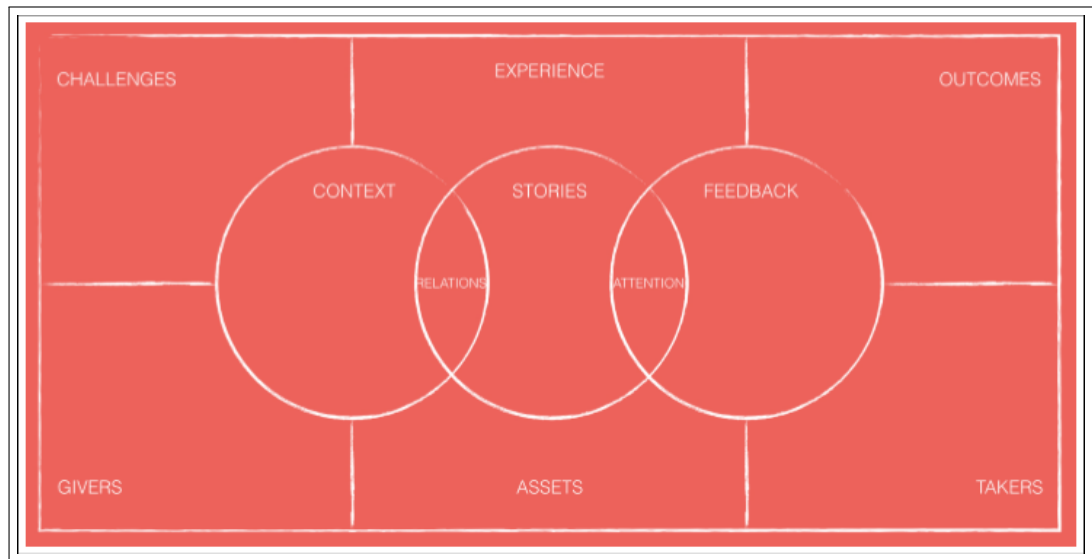 CHALLENGES
EXPERIENCE
OUTCOMES
CONTEXT
STORIES
FEEDBACK
RELATIONS
ATTENTION
GIVERS
ASSETS
TAKERS